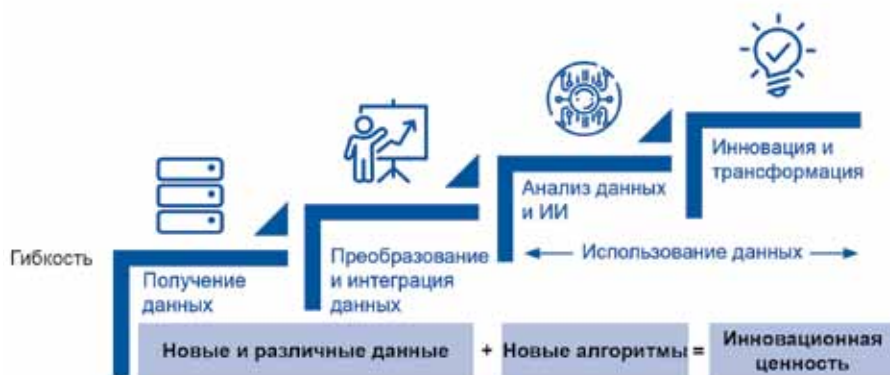 Инновация и
трансформация
Анализ данных
и ИИ
Использование данных
Гибкость
Преобразование
и интеграция
данных
Получение
данных
Новые и различные данные + Новые алгоритмы = Инновационная
ценность